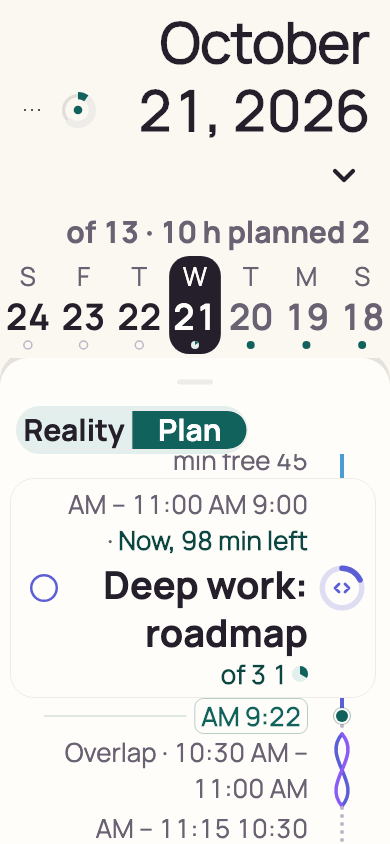 October
21, 2026
of 13 · 10 h planned 2
S F T W T M S
24 23 22 21 20 19 18
Reality Plan
min free 45
AM – 11:00 AM 9:00
· Now, 98 min left
Deep work:
roadmap
of 3 1
AM 9:22
Overlap · 10:30 AM –
11:00 AM
AM – 11:15 10:30